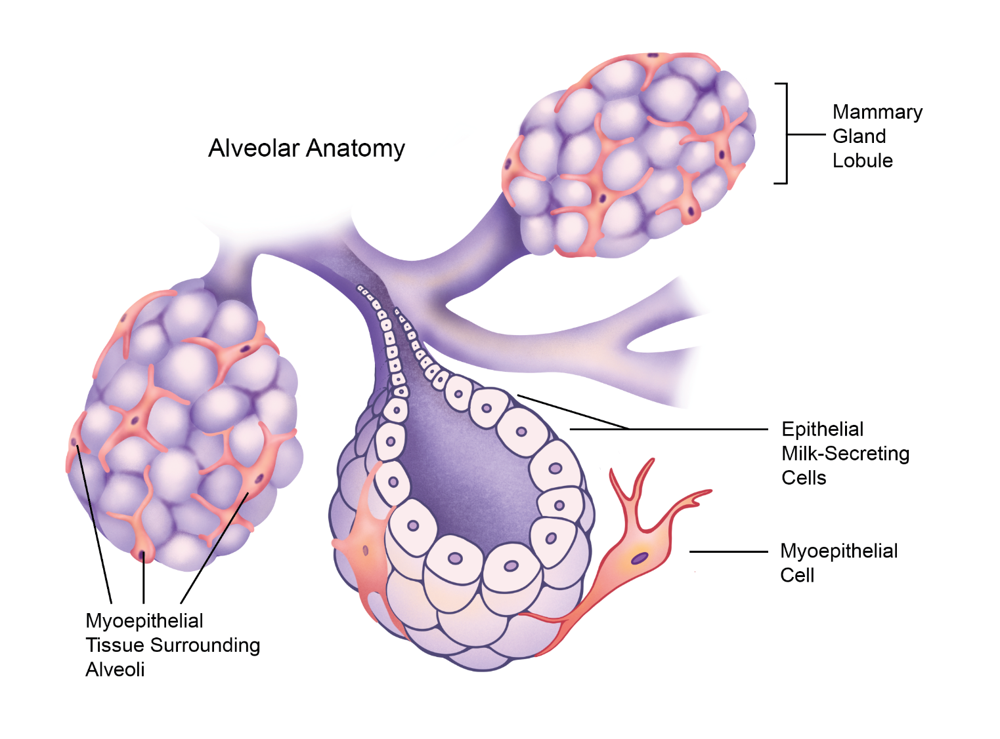 Alveolar Anatomy
Mammary
Gland
Lobule
Epithelial
Milk-Secreting
Cells
Myoepithelial
Cell
Myoepithelial
Tissue Surrounding
Alveoli